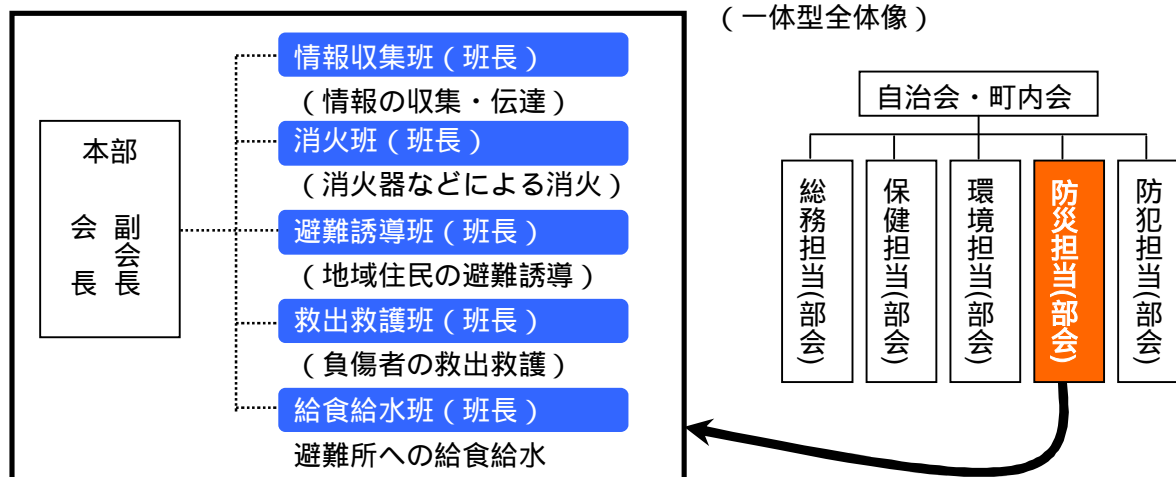 (一体型全体像)
情報収集班(班長)
(情報の収集・伝達)
消火班(班長)
(消火器などによる消火)
避難誘導班(班長)
(地域住民の避難誘導)
救出救護班(班長)
(負傷者の救出救護)
給食給水班(班長)
避難所への給食給水
本部
会長
副会長
自治会・町内会
総務担当(部会)
保健担当(部会)
環境担当(部会)
防災担当(部会)
防犯担当(部会)